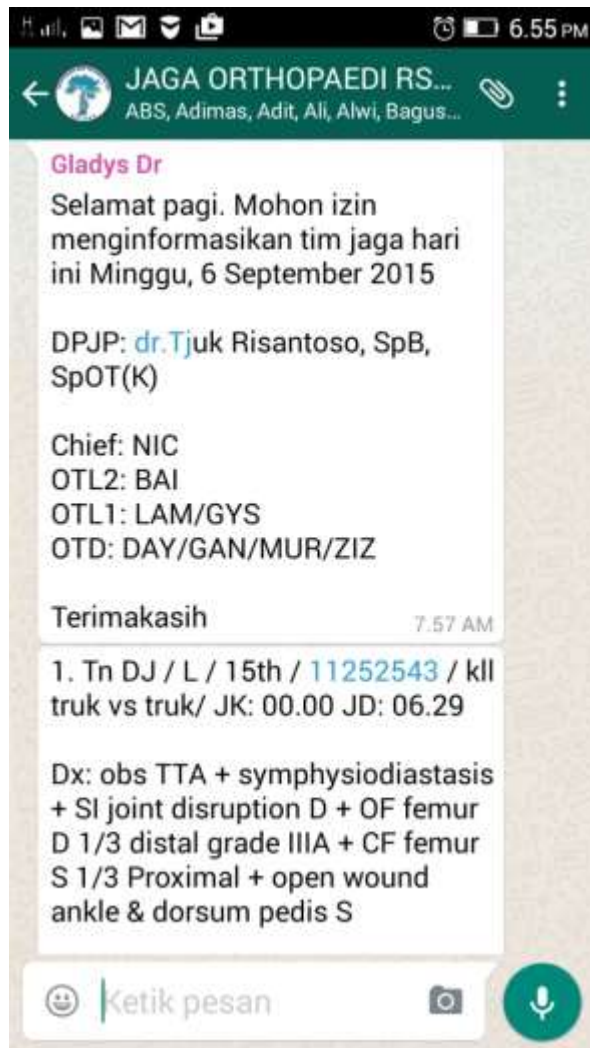 6.55 PM
JAGA ORTHOPAEDI RS...
ABS, Adimas, Adit, Ali, Alwi, Bagus...
Gladys Dr
Selamat pagi. Mohon izin
menginformasikan tim jaga hari
ini Minggu, 6 September 2015
DPJP: dr.Tjuk Risantoso, SpB,
SpOT(K)
Chief: NIC
OTL2: BAI
OTL1: LAM/GYS
OTD: DAY/GAN/MUR/ZIZ
Terimakasih
7.57 AM
1. Tn DJ / L / 15th / 11252543 / kll
truk vs truk/ JK: 00.00 JD: 06.29
Dx: obs TTA + symphysiodiastasis
+ SI joint disruption D + OF femur
D 1/3 distal grade IIIA + CF femur
S 1/3 Proximal + open wound
ankle & dorsum pedis S
Ketik pesan